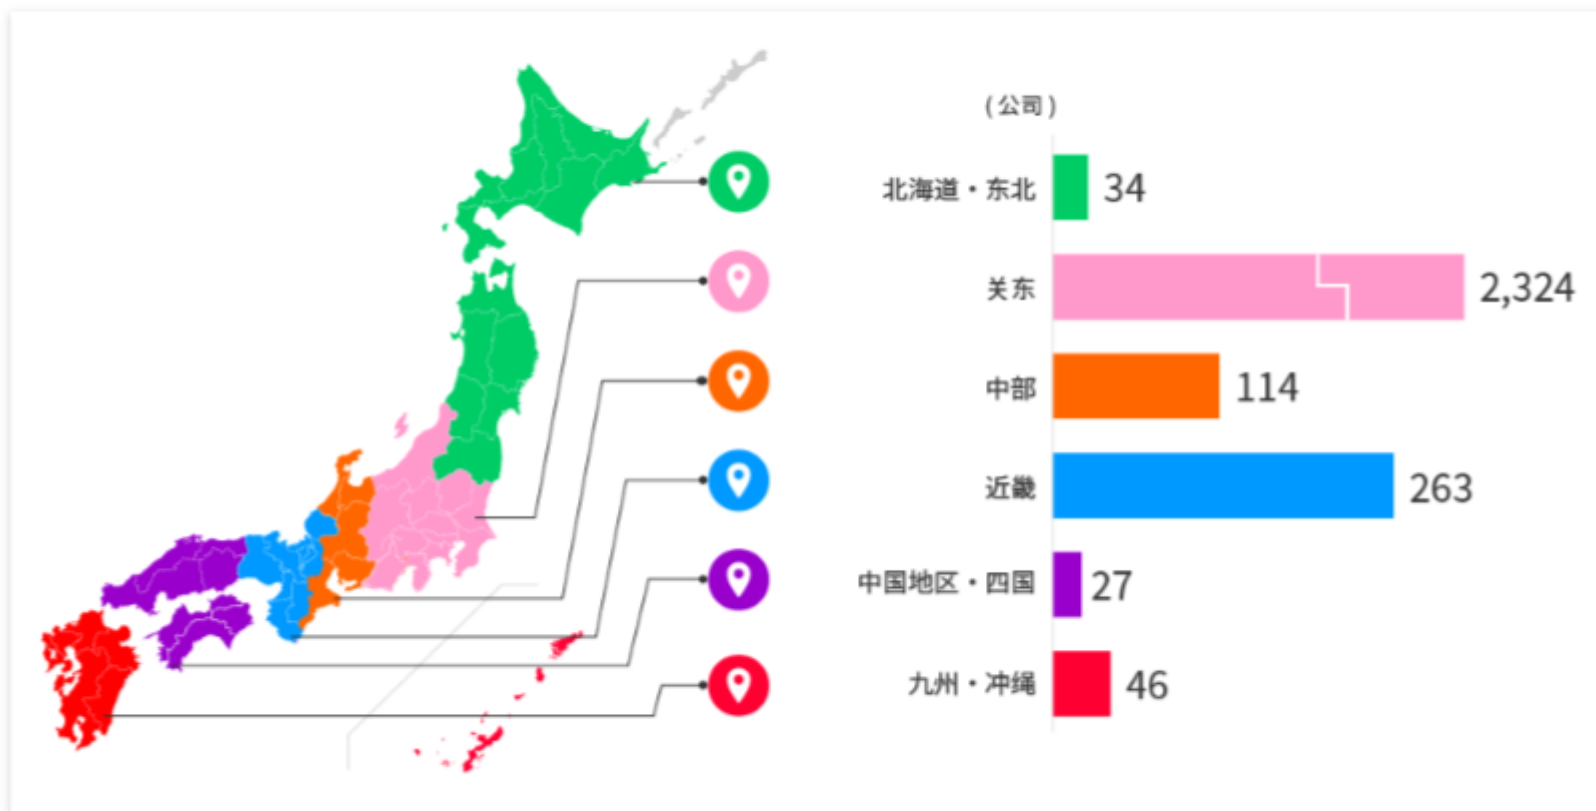 (公司)
北海道・东北 34
关东 2,324
中部 114
近畿 263
中国地区・四国 27
九州・冲绳 46